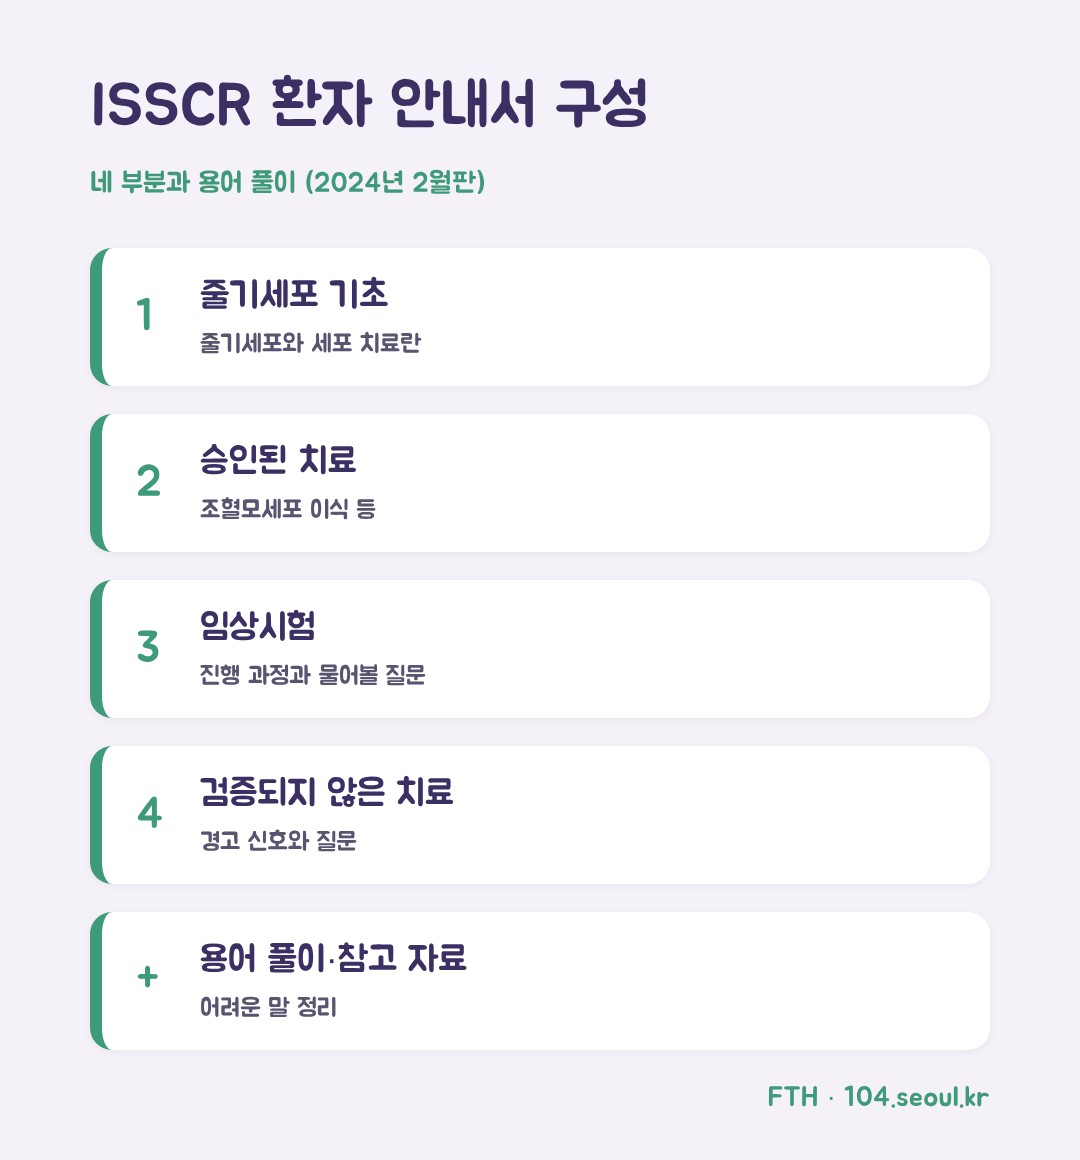 ISSCR 환자 안내서 구성
네 부분과 용어 풀이 (2024년 2월판)
1
줄기세포 기초
줄기세포와 세포 치료란
2
승인된 치료
조혈모세포 이식 등
3
임상시험
진행 과정과 물어볼 질문
4
검증되지 않은 치료
경고 신호와 질문
+
용어 풀이·참고 자료
어려운 말 정리
FTH · 104.seoul.kr